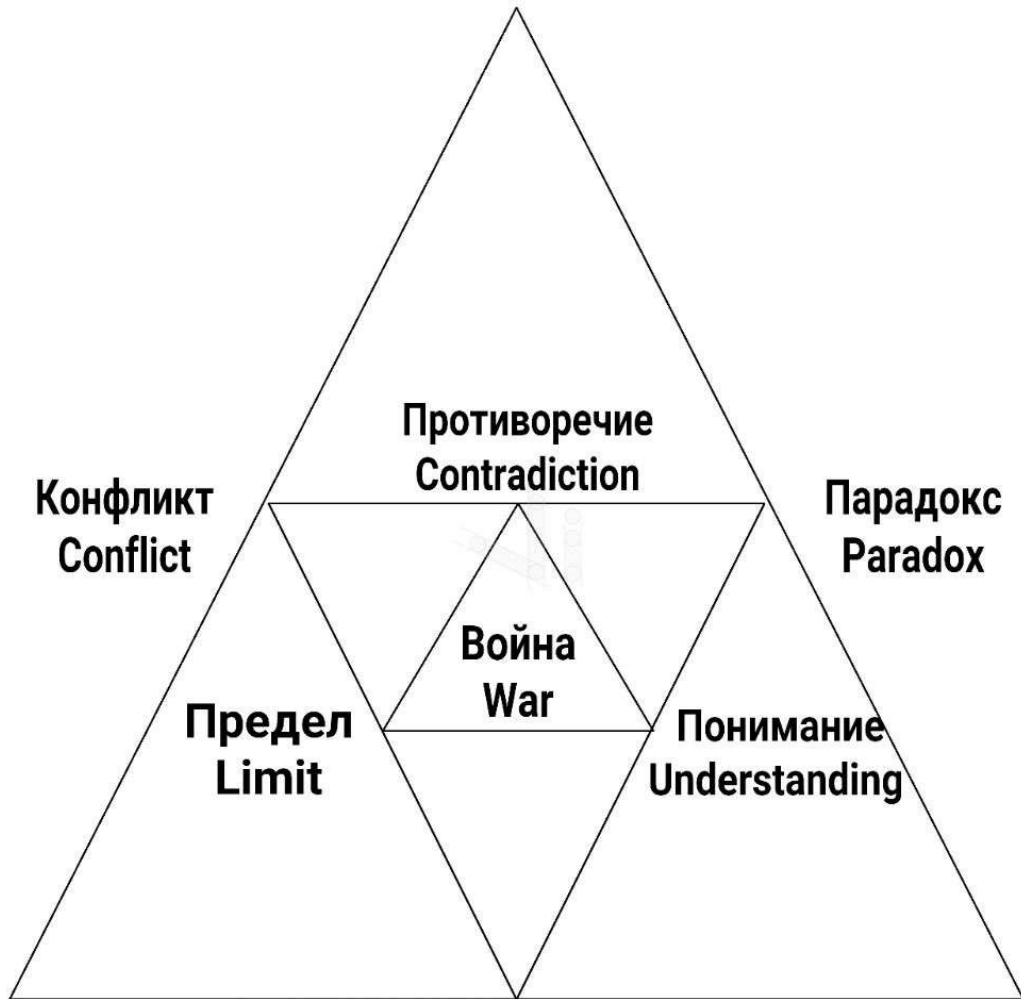 Противоречие
Contradiction
Конфликт
Conflict
Парадокс
Paradox
Война
War
Предел
Limit
Понимание
Understanding